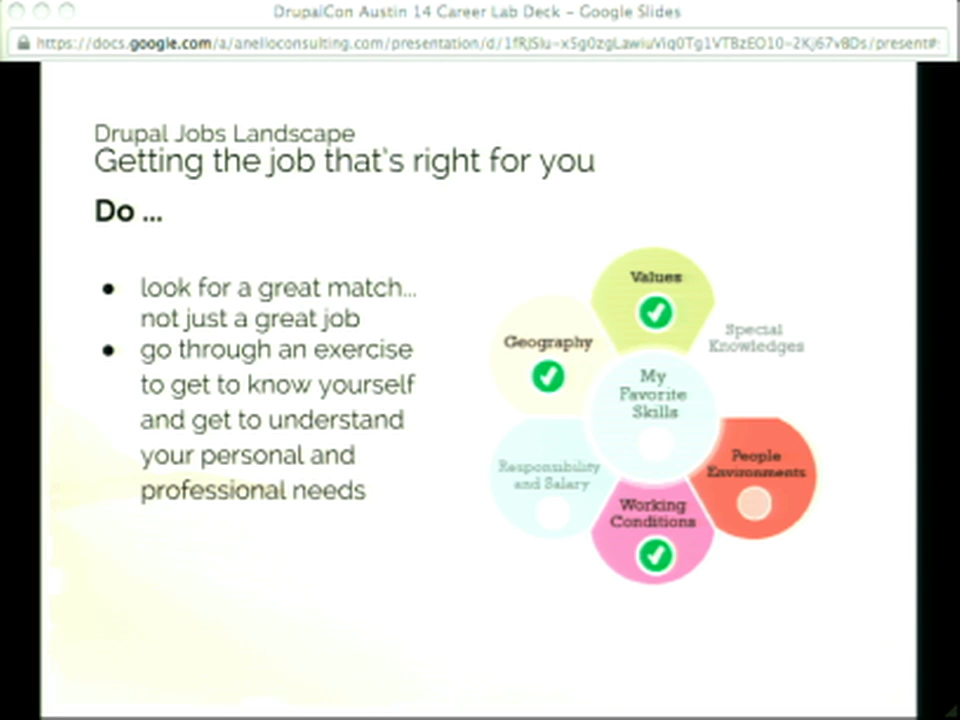 DrupalCon Austin 14 Career Lab Deck – Google Slides
Drupal Jobs Landscape
Getting the job that's right for you
Do ...
● look for a great match...
not just a great job
● go through an exercise
to get to know yourself
and get to understand
your personal and
professional needs
Values
Special
Knowledges
Geography
My
Favorite
Skills
People
Environments
Responsibility
and Salary
Working
Conditions